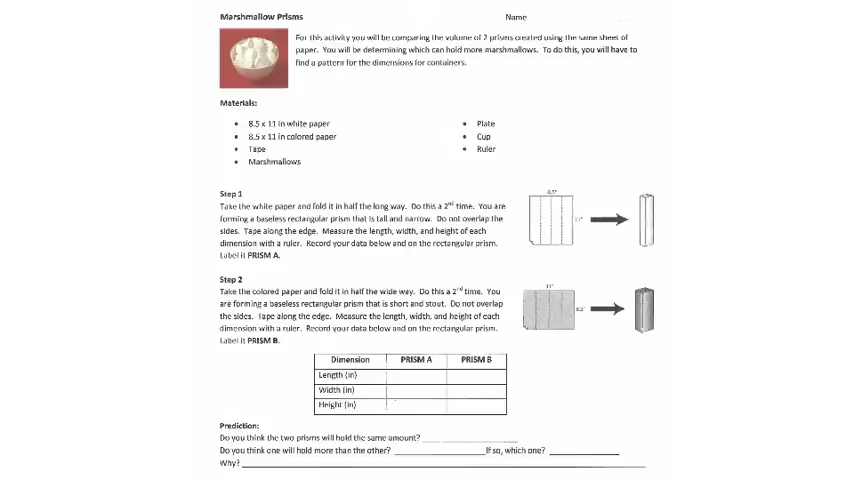 Marshmallow Prisms Name
For this activity you will be comparing the volume of 2 prisms created using the same sheet of
paper. You will be determining which can hold more marshmallows. To do this, you will have to
find a pattern for the dimensions for containers.
Materials:
• 8.5 x 11 in white paper
• 8.5 x 11 in colored paper
• Tape
• Marshmallows
• Plate
• Cup
• Ruler
Step 1
Take the white paper and fold it in half the long way. Do this a 2nd time. You are
forming a baseless rectangular prism that is tall and narrow. Do not overlap the
sides. Tape along the edge. Measure the length, width, and height of each
dimension with a ruler. Record your data below and on the rectangular prism.
Label it PRISM A.
8.5"
11"
Step 2
Take the colored paper and fold it in half the wide way. Do this a 2nd time. You
are forming a baseless rectangular prism that is short and stout. Do not overlap
the sides. Tape along the edge. Measure the length, width, and height of each
dimension with a ruler. Record your data below and on the rectangular prism.
Label it PRISM B.
11"
8.5"
Dimension PRISM A PRISM B
Length (in)
Width (in)
Height (in)
Prediction:
Do you think the two prisms will hold the same amount?
Do you think one will hold more than the other? If so, which one?
Why?